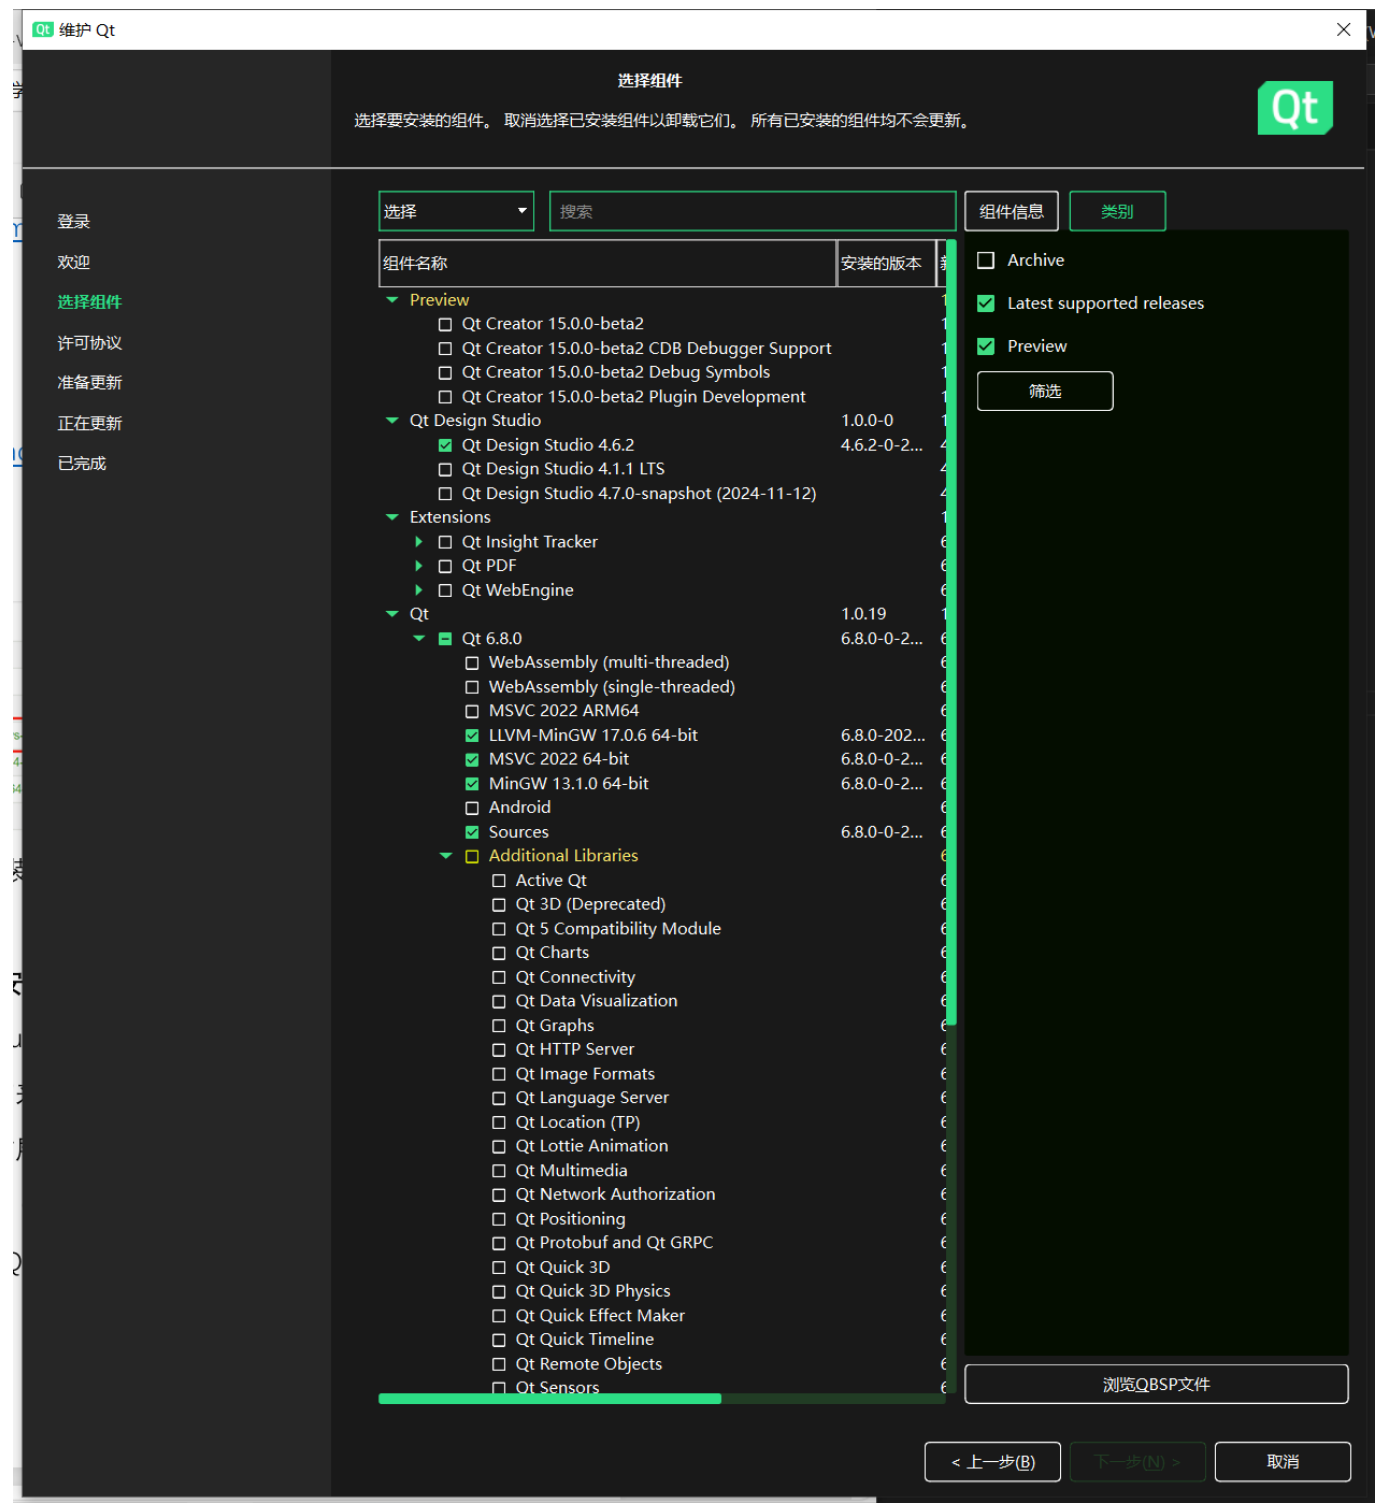 维护 Qt
选择组件
选择要安装的组件。 取消选择已安装组件以卸载它们。 所有已安装的组件均不会更新。
Qt
登录
欢迎
选择组件
许可协议
准备更新
正在更新
已完成
选择
搜索
组件信息
类别
组件名称
安装的版本
Preview
Qt Creator 15.0.0-beta2
Qt Creator 15.0.0-beta2 CDB Debugger Support
Qt Creator 15.0.0-beta2 Debug Symbols
Qt Creator 15.0.0-beta2 Plugin Development
Qt Design Studio 1.0.0-0
Qt Design Studio 4.6.2 4.6.2-0-2...
Qt Design Studio 4.1.1 LTS
Qt Design Studio 4.7.0-snapshot (2024-11-12)
Extensions
Qt Insight Tracker
Qt PDF
Qt WebEngine
Qt 1.0.19
Qt 6.8.0 6.8.0-0-2...
WebAssembly (multi-threaded)
WebAssembly (single-threaded)
MSVC 2022 ARM64
LLVM-MinGW 17.0.6 64-bit 6.8.0-202...
MSVC 2022 64-bit 6.8.0-0-2...
MinGW 13.1.0 64-bit 6.8.0-0-2...
Android
Sources 6.8.0-0-2...
Additional Libraries
Active Qt
Qt 3D (Deprecated)
Qt 5 Compatibility Module
Qt Charts
Qt Connectivity
Qt Data Visualization
Qt Graphs
Qt HTTP Server
Qt Image Formats
Qt Language Server
Qt Location (TP)
Qt Lottie Animation
Qt Multimedia
Qt Network Authorization
Qt Positioning
Qt Protobuf and Qt GRPC
Qt Quick 3D
Qt Quick 3D Physics
Qt Quick Effect Maker
Qt Quick Timeline
Qt Remote Objects
Qt Sensors
Archive
Latest supported releases
Preview
筛选
浏览QBSP文件
< 上一步(B)
下一步(N) >
取消